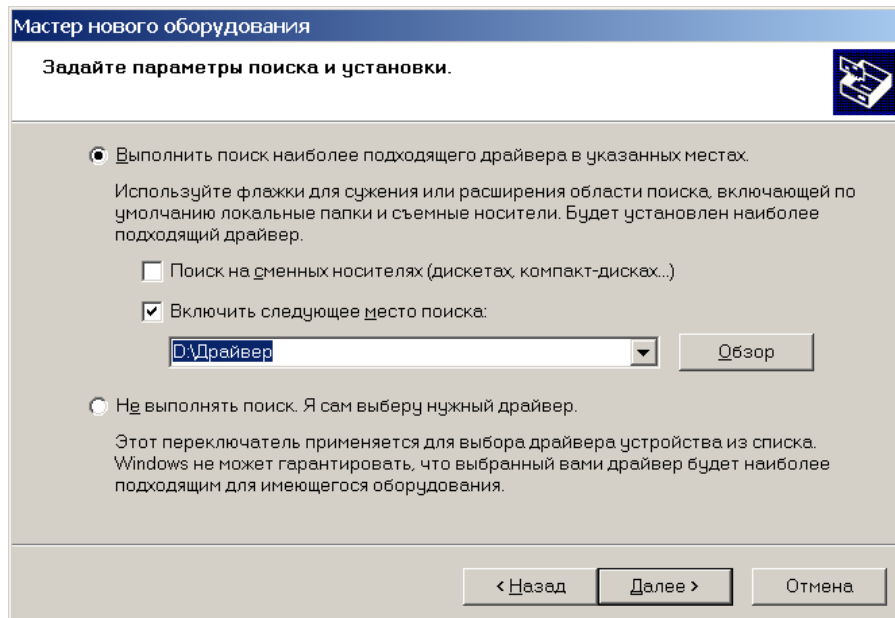 Мастер нового оборудования
Задайте параметры поиска и установки.
Выполнить поиск наиболее подходящего драйвера в указанных местах.
Используйте флажки для сужения или расширения области поиска, включающей по
умолчанию локальные папки и съемные носители. Будет установлен наиболее
подходящий драйвер.
Поиск на сменных носителях (дискетах, компакт-дисках...)
Включить следующее место поиска:
D:\Драйвер
Обзор
Не выполнять поиск. Я сам выберу нужный драйвер.
Этот переключатель применяется для выбора драйвера устройства из списка.
Windows не может гарантировать, что выбранный вами драйвер будет наиболее
подходящим для имеющегося оборудования.
< Назад Далее > Отмена